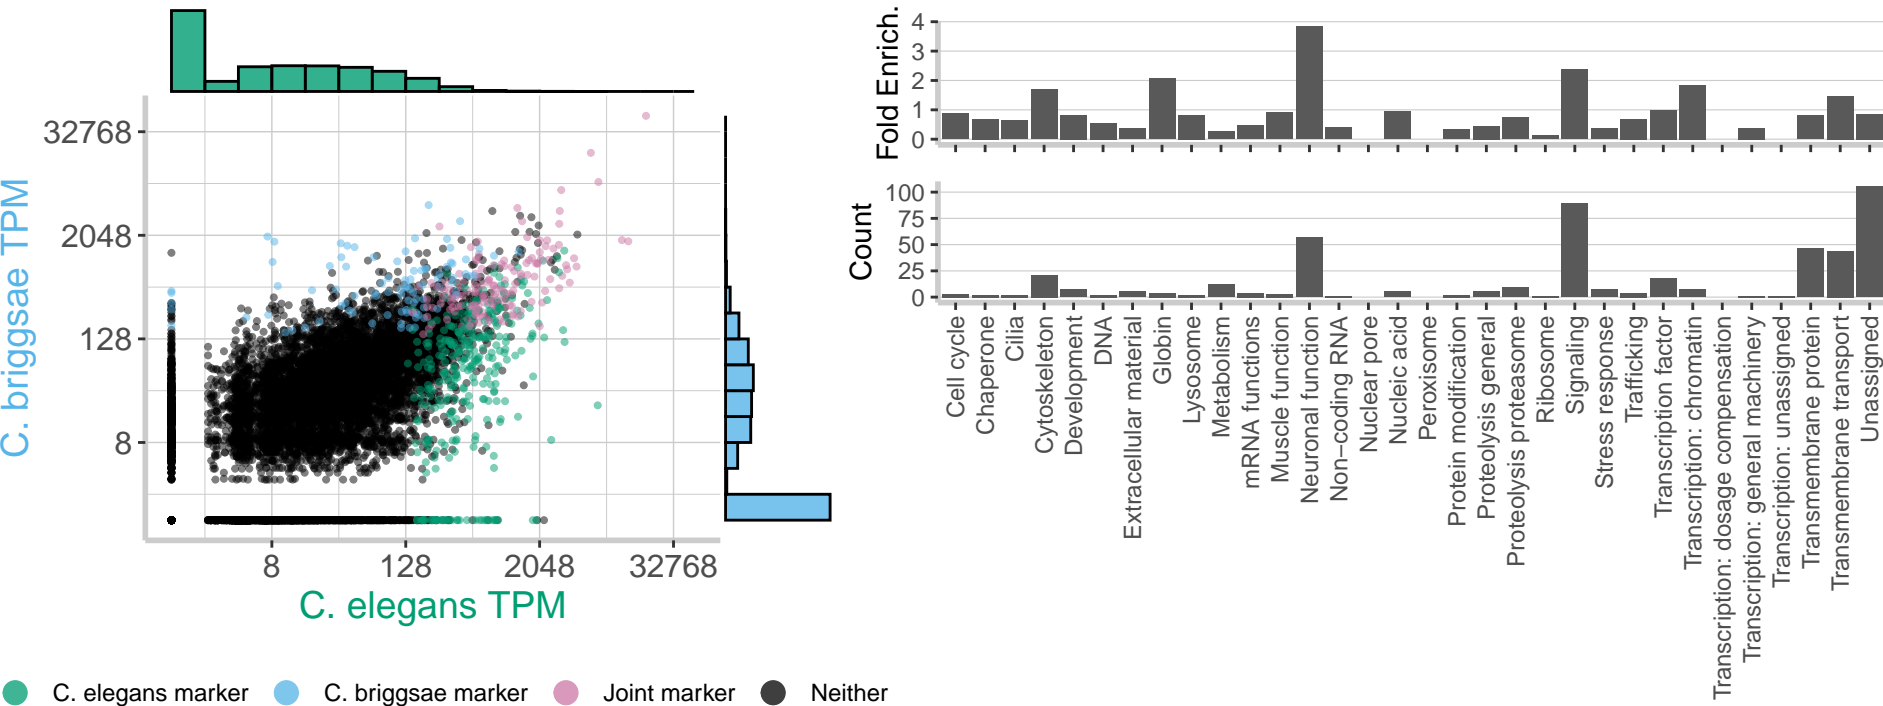 32768
2048
128
8
C. briggsae TPM
8
128
2048
32768
C. elegans TPM
C. elegans marker
C. briggsae marker
Joint marker
Neither
Fold Enrich.
4
3
2
1
0
Count
100
75
50
25
0
Cell cycle
Chaperone
Cilia
Cytoskeleton
Development
DNA
Extracellular material
Globin
Lysosome
Metabolism
mRNA functions
Muscle function
Neuronal function
Non−coding RNA
Nuclear pore
Nucleic acid
Peroxisome
Protein modification
Proteolysis general
Proteolysis proteasome
Ribosome
Signaling
Stress response
Trafficking
Transcription factor
Transcription: chromatin
Transcription: dosage compensation
Transcription: general machinery
Transcription: unassigned
Transmembrane protein
Transmembrane transport
Unassigned